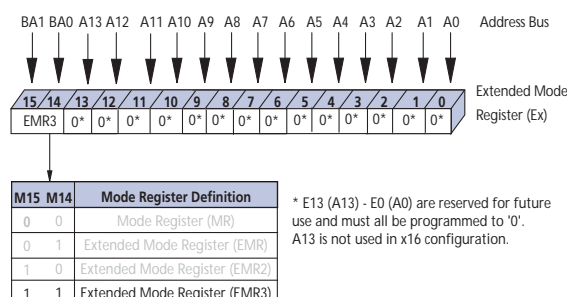 BA1 BA0 A13 A12 A11 A10 A9 A8 A7 A6 A5 A4 A3 A2 A1 A0 Address Bus
15 14 13 12 11 10 9 8 7 6 5 4 3 2 1 0
Extended Mode
Register (Ex)
EMR3 0* 0* 0* 0* 0* 0* 0* 0* 0* 0* 0* 0* 0* 0*
M15 M14 Mode Register Definition
0 0 Mode Register (MR)
0 1 Extended Mode Register (EMR)
1 0 Extended Mode Register (EMR2)
1 1 Extended Mode Register (EMR3)
* E13 (A13) - E0 (A0) are reserved for future
use and must all be programmed to '0'.
A13 is not used in x16 configuration.